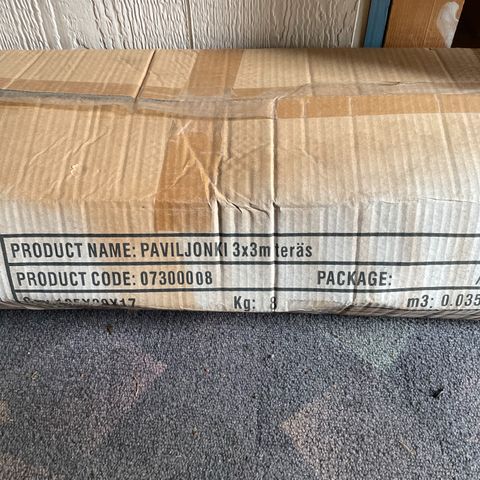 PRODUCT NAME: PAVILJONKI 3x3m teräs
PRODUCT CODE: 07300008 PACKAGE:
Kg: 8 m3: 0.035